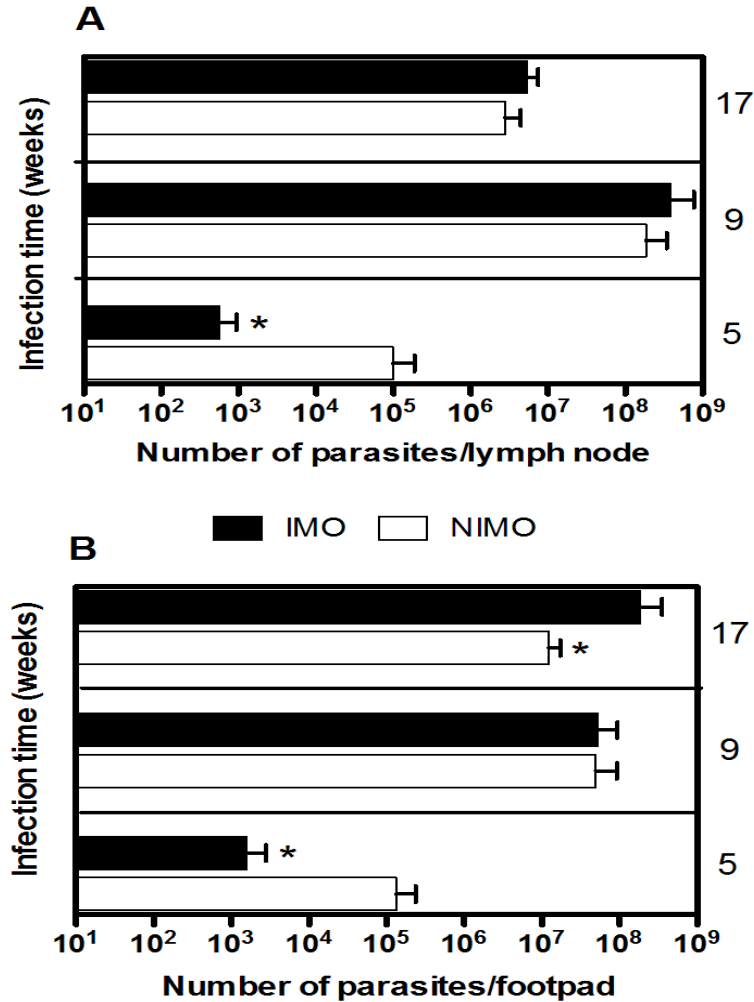 A
Infection time (weeks)
17
9
5
*
10¹ 10² 10³ 10⁴ 10⁵ 10⁶ 10⁷ 10⁸ 10⁹
Number of parasites/lymph node
IMO NIMO
B
Infection time (weeks)
17
*
9
5
*
10¹ 10² 10³ 10⁴ 10⁵ 10⁶ 10⁷ 10⁸ 10⁹
Number of parasites/footpad